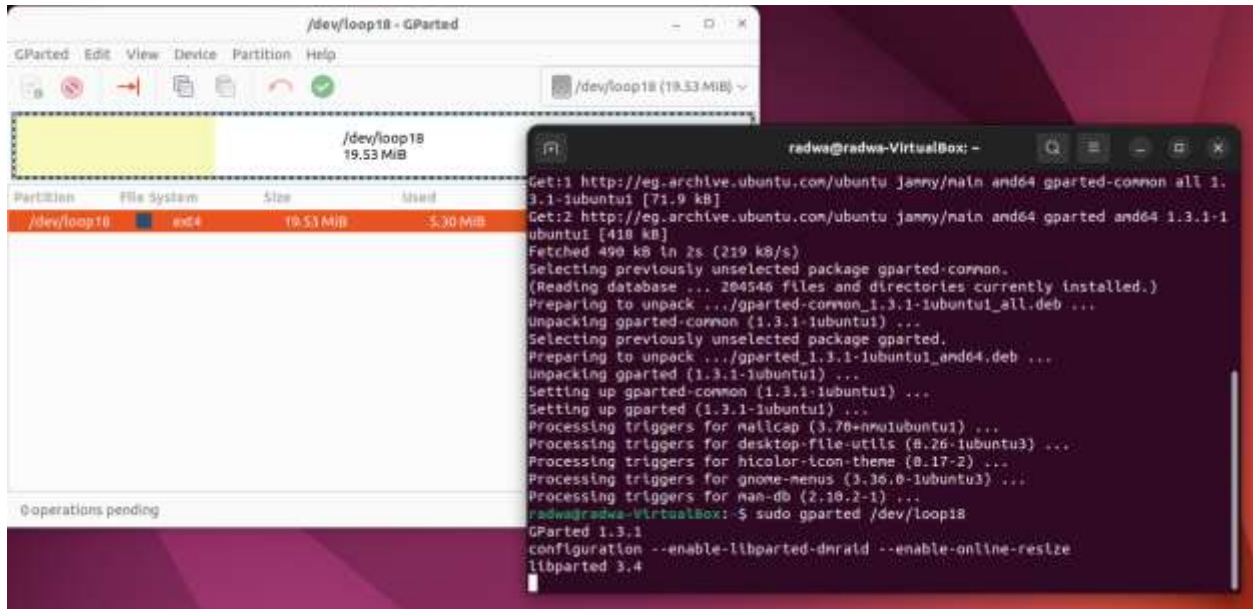 /dev/loop18 - GParted
GParted Edit View Device Partition Help
/dev/loop18 (19.53 MiB)
/dev/loop18
19.53 MiB
Partition File System Size Used
/dev/loop18 ext4 19.53 MiB 5.30 MiB
0 operations pending
radwa@radwa-VirtualBox: ~
Get:1 http://eg.archive.ubuntu.com/ubuntu jammy/main amd64 gparted-common all 1.
3.1-1ubuntu1 [71.9 kB]
Get:2 http://eg.archive.ubuntu.com/ubuntu jammy/main amd64 gparted amd64 1.3.1-1
ubuntu1 [418 kB]
Fetched 490 kB in 2s (219 kB/s)
Selecting previously unselected package gparted-common.
(Reading database ... 204546 files and directories currently installed.)
Preparing to unpack .../gparted-common_1.3.1-1ubuntu1_all.deb ...
Unpacking gparted-common (1.3.1-1ubuntu1) ...
Selecting previously unselected package gparted.
Preparing to unpack .../gparted_1.3.1-1ubuntu1_amd64.deb ...
Unpacking gparted (1.3.1-1ubuntu1) ...
Setting up gparted-common (1.3.1-1ubuntu1) ...
Setting up gparted (1.3.1-1ubuntu1) ...
Processing triggers for mailcap (3.70+nmu1ubuntu1) ...
Processing triggers for desktop-file-utils (0.26-1ubuntu3) ...
Processing triggers for hicolor-icon-theme (0.17-2) ...
Processing triggers for gnome-menus (3.36.0-1ubuntu3) ...
Processing triggers for man-db (2.10.2-1) ...
radwa@radwa-VirtualBox:~$ sudo gparted /dev/loop18
GParted 1.3.1
configuration --enable-libparted-dmraid --enable-online-resize
libparted 3.4